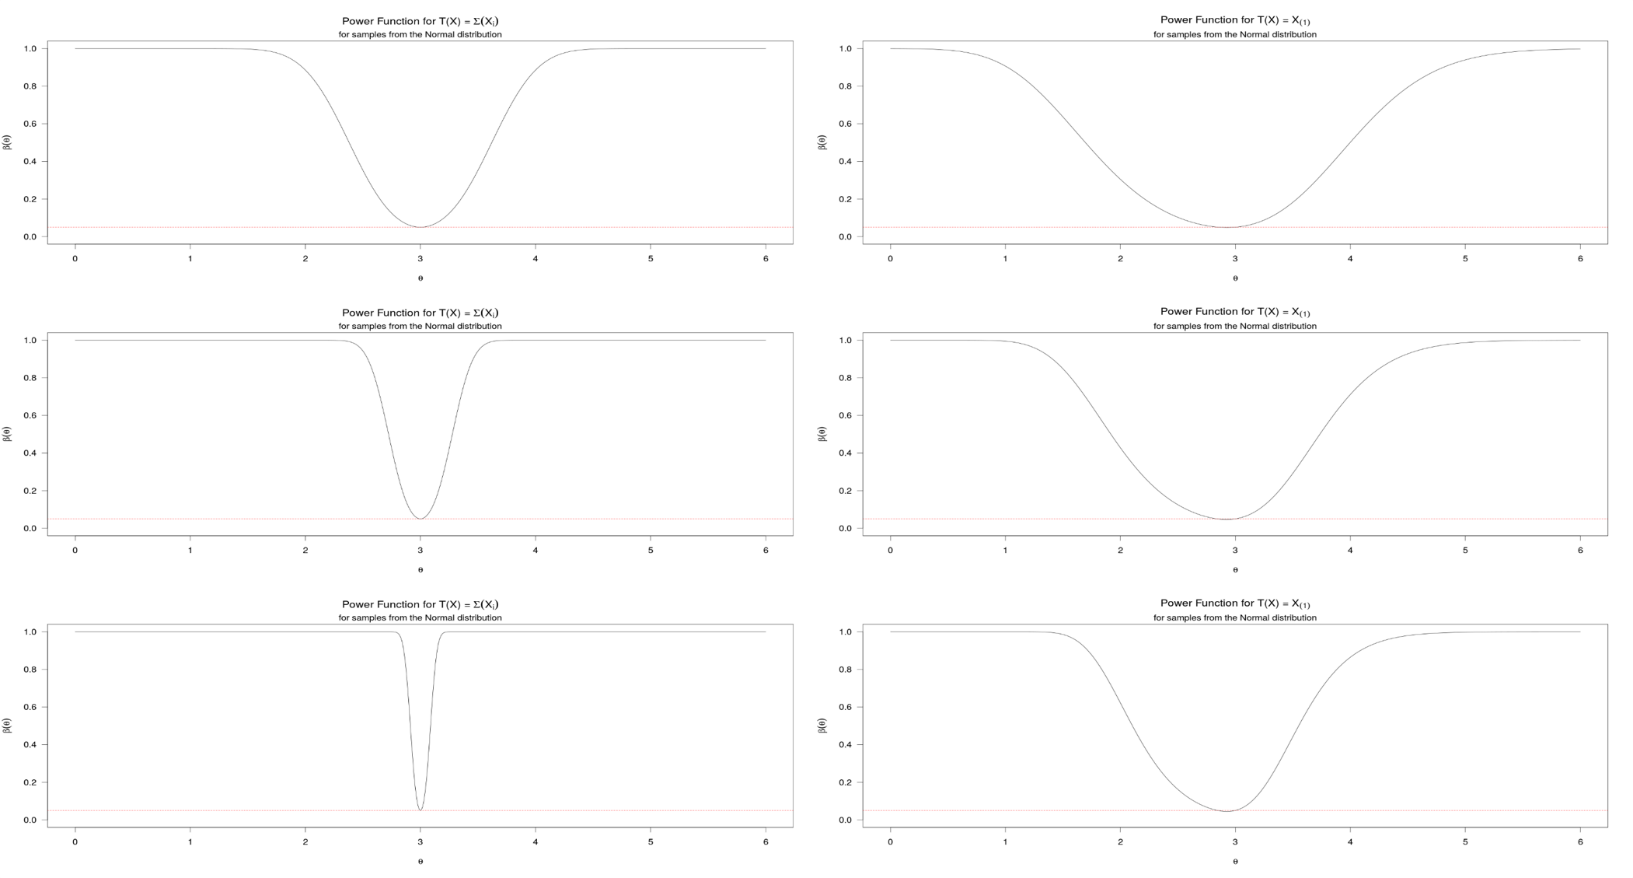 Power Function for T(X) = Σ(Xᵢ)
for samples from the Normal distribution
β(θ)
1.0
0.8
0.6
0.4
0.2
0.0
0 1 2 3 4 5 6
θ
Power Function for T(X) = X₍₁₎
for samples from the Normal distribution
β(θ)
1.0
0.8
0.6
0.4
0.2
0.0
0 1 2 3 4 5 6
θ
Power Function for T(X) = Σ(Xᵢ)
for samples from the Normal distribution
β(θ)
1.0
0.8
0.6
0.4
0.2
0.0
0 1 2 3 4 5 6
θ
Power Function for T(X) = X₍₁₎
for samples from the Normal distribution
β(θ)
1.0
0.8
0.6
0.4
0.2
0.0
0 1 2 3 4 5 6
θ
Power Function for T(X) = Σ(Xᵢ)
for samples from the Normal distribution
β(θ)
1.0
0.8
0.6
0.4
0.2
0.0
0 1 2 3 4 5 6
θ
Power Function for T(X) = X₍₁₎
for samples from the Normal distribution
β(θ)
1.0
0.8
0.6
0.4
0.2
0.0
0 1 2 3 4 5 6
θ